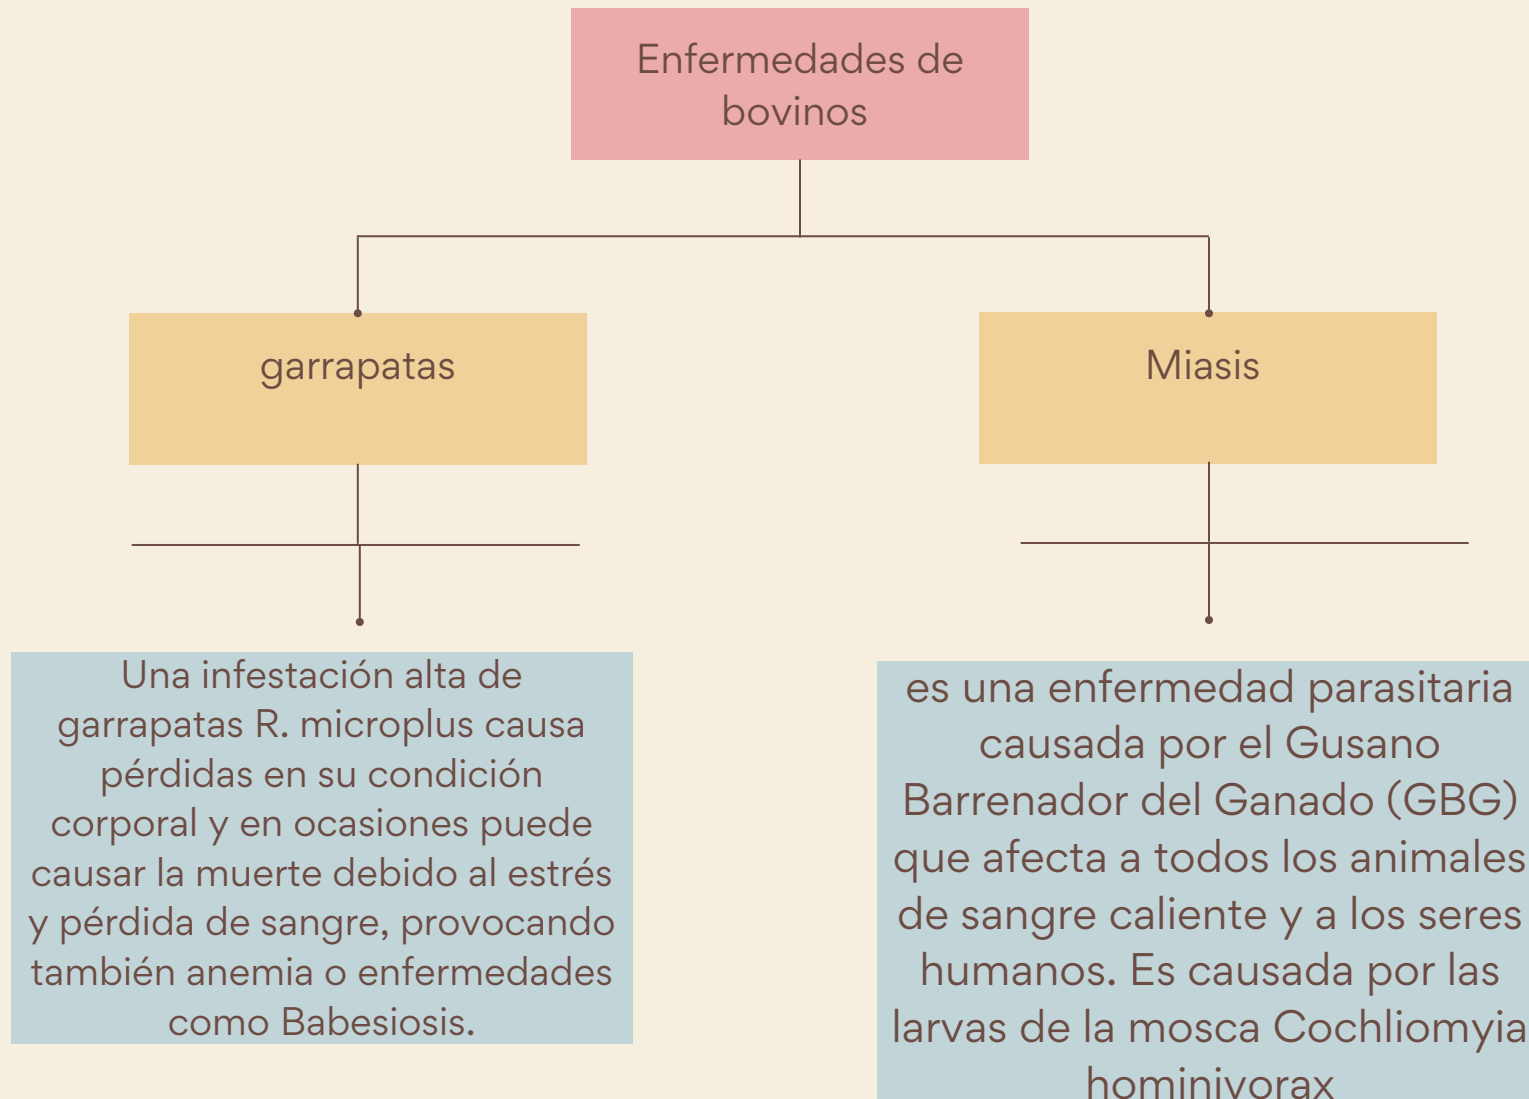 Enfermedades de
bovinos
garrapatas
Miasis
Una infestación alta de
garrapatas R. microplus causa
pérdidas en su condición
corporal y en ocasiones puede
causar la muerte debido al estrés
y pérdida de sangre, provocando
también anemia o enfermedades
como Babesiosis.
es una enfermedad parasitaria
causada por el Gusano
Barrenador del Ganado (GBG)
que afecta a todos los animales
de sangre caliente y a los seres
humanos. Es causada por las
larvas de la mosca Cochliomyia
hominivorax